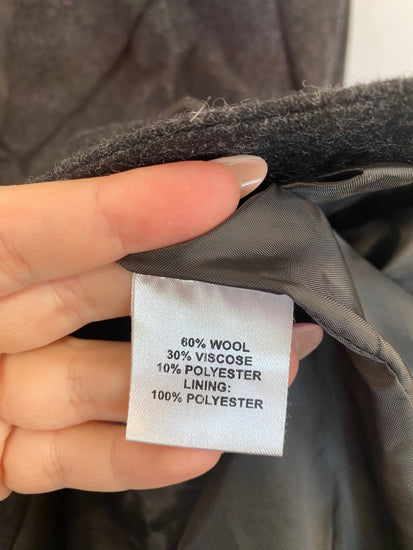 60% WOOL
30% VISCOSE
10% POLYESTER
LINING:
100% POLYESTER